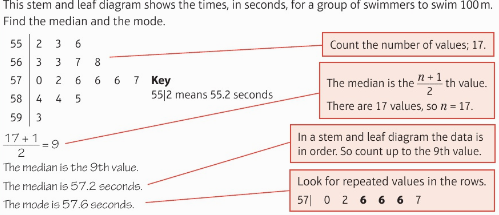 This stem and leaf diagram shows the times, in seconds, for a group of swimmers to swim 100 m.
Find the median and the mode.
55| 2 3 6
56| 3 3 7 8
57| 0 2 6 6 6 7
58| 4 4 5
59| 3
Key
55|2 means 55.2 seconds
17 + 1 / 2 = 9
The median is the 9th value.
The median is 57.2 seconds.
The mode is 57.6 seconds.
Count the number of values; 17.
The median is the n + 1 / 2 th value.
There are 17 values, so n = 17.
In a stem and leaf diagram the data is
in order. So count up to the 9th value.
Look for repeated values in the rows.
57| 0 2 6 6 6 7